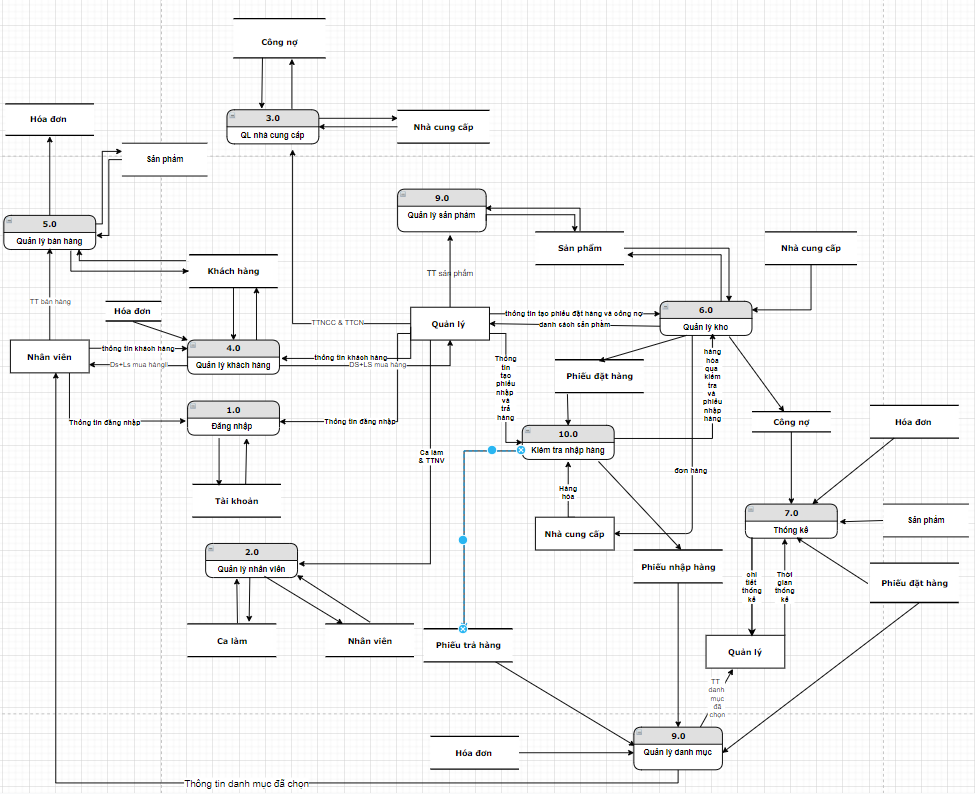 Công nợ
3.0
QL nhà cung cấp
Nhà cung cấp
Hóa đơn
Sản phẩm
5.0
Quản lý bán hàng
9.0
Quản lý sản phẩm
Sản phẩm
Nhà cung cấp
Khách hàng
TT sản phẩm
TT bán hàng
Hóa đơn
6.0
Quản lý kho
thông tin tạo phiếu đặt hàng và công nợ
danh sách sản phẩm
Quản lý
TTNCC & TTCN
Nhân viên
thông tin khách hàng
Ds+Ls mua hàng
4.0
Quản lý khách hàng
thông tin khách hàng
DS+LS mua hàng
Thông
tin
tạo
phiếu
nhập
và
trả
hàng
hàng
hóa
qua
kiểm
tra
và
phiếu
nhập
hàng
Phiếu đặt hàng
1.0
Đăng nhập
Thông tin đăng nhập
Thông tin đăng nhập
Công nợ
Hóa đơn
10.0
Kiểm tra nhập hàng
Ca làm
& TTNV
đơn hàng
Hàng
hóa
Tài khoản
7.0
Thống kê
Sản phẩm
Nhà cung cấp
2.0
Quản lý nhân viên
Phiếu nhập hàng
chi
tiết
thống
kê
Thời
gian
thống
kê
Phiếu đặt hàng
Ca làm
Nhân viên
Phiếu trả hàng
Quản lý
TT
danh
mục
đã
chọn
9.0
Quản lý danh mục
Hóa đơn
Thông tin danh mục đã chọn